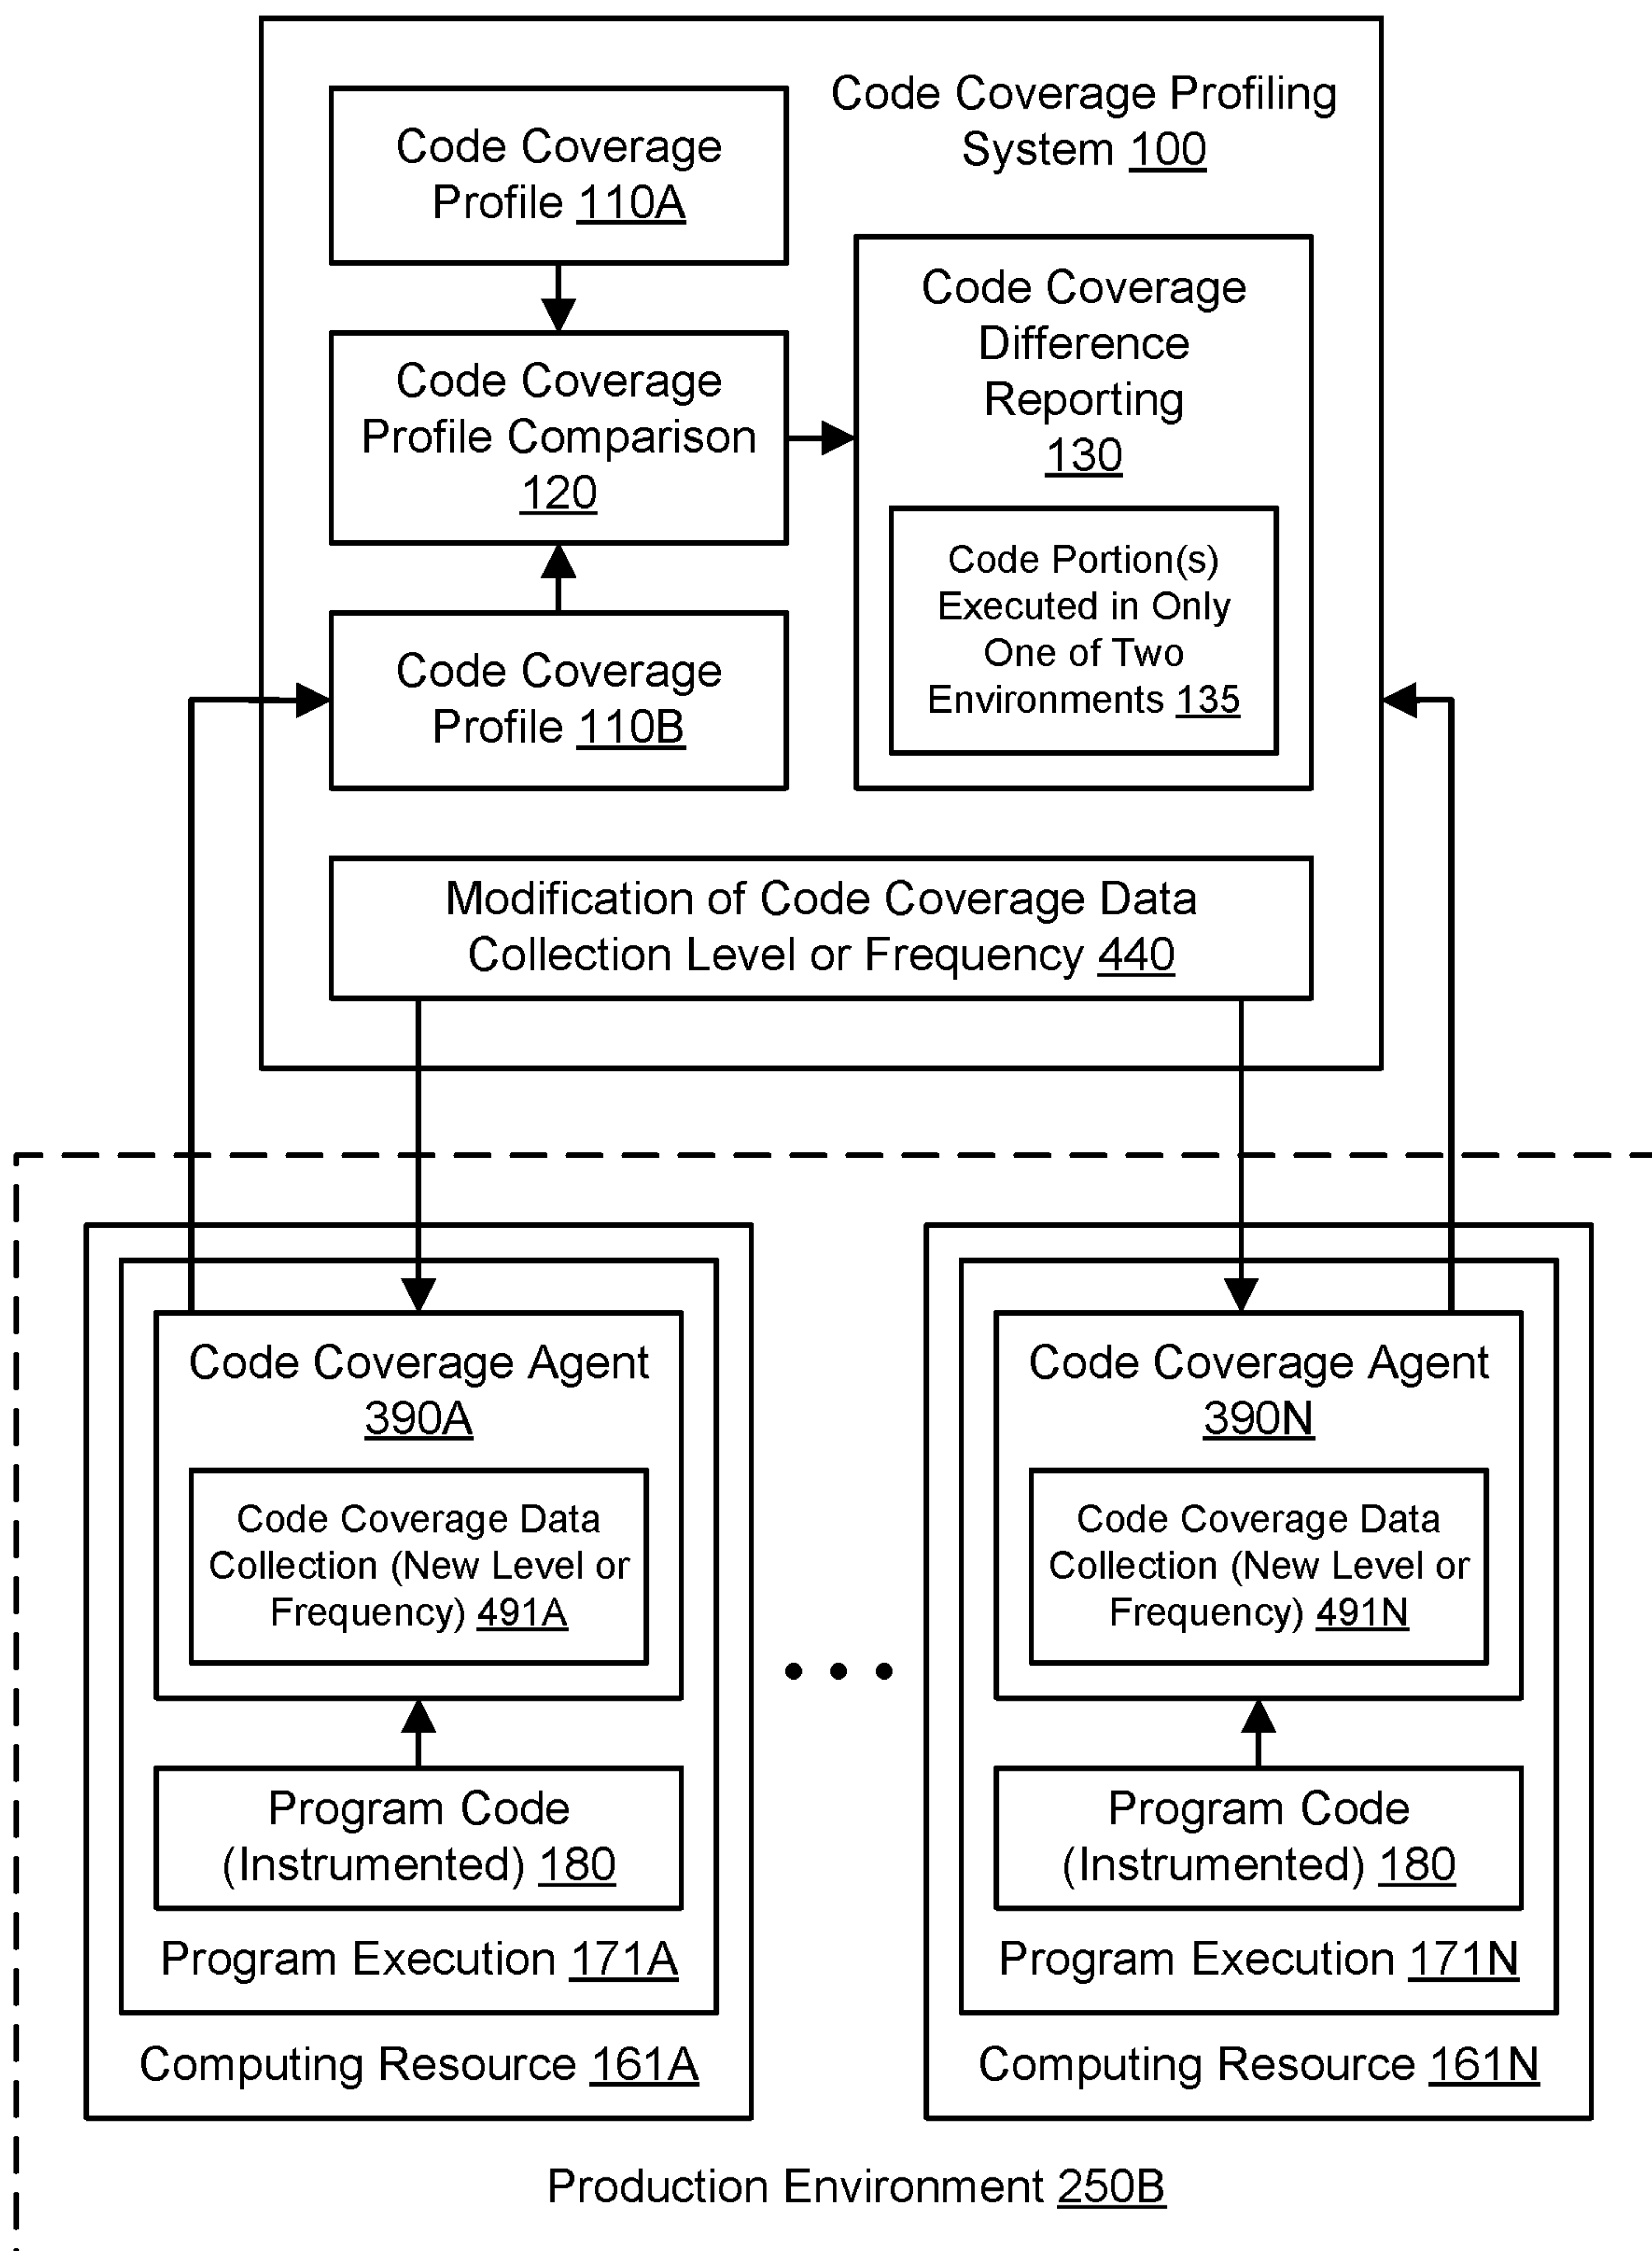 Code Coverage Profiling
System 100
Code Coverage
Profile 110A
Code Coverage
Profile Comparison
120
Code Coverage
Profile 110B
Code Coverage
Difference
Reporting
130
Code Portion(s)
Executed in Only
One of Two
Environments 135
Modification of Code Coverage Data
Collection Level or Frequency 440
Code Coverage Agent
390A
Code Coverage Data
Collection (New Level or
Frequency) 491A
Program Code
(Instrumented) 180
Program Execution 171A
Computing Resource 161A
Code Coverage Agent
390N
Code Coverage Data
Collection (New Level or
Frequency) 491N
Program Code
(Instrumented) 180
Program Execution 171N
Computing Resource 161N
Production Environment 250B